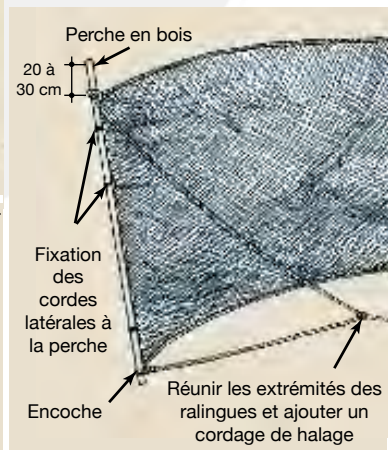 Perche en bois
20 à
30 cm
Fixation
des
cordes
latérales à
la perche
Encoche
Réunir les extrémités des
ralingues et ajouter un
cordage de halage